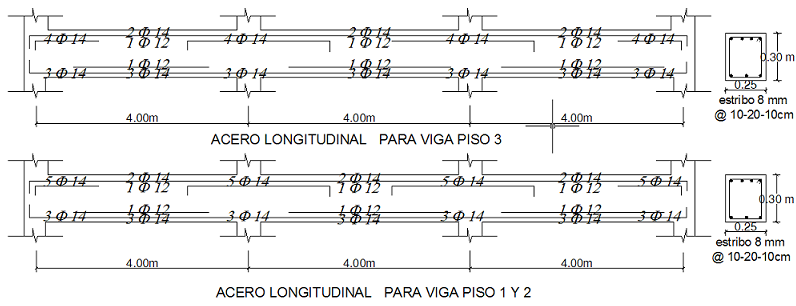 2 Φ 14 2 Φ 14 2 Φ 14
4 Φ 14 1 Φ 12 4 Φ 14 1 Φ 12 4 Φ 14 1 Φ 12 4 Φ 14
1 Φ 12 1 Φ 12 1 Φ 12
3 Φ 14 3 Φ 14 3 Φ 14 3 Φ 14 3 Φ 14 3 Φ 14 3 Φ 14
0.30 m
0.25
estribo 8 mm
@ 10-20-10cm
4.00m 4.00m 4.00m
ACERO LONGITUDINAL PARA VIGA PISO 3
2 Φ 14 2 Φ 14 2 Φ 14
5 Φ 14 1 Φ 12 5 Φ 14 1 Φ 12 5 Φ 14 1 Φ 12 5 Φ 14
1 Φ 12 1 Φ 12 1 Φ 12
3 Φ 14 3 Φ 14 3 Φ 14 3 Φ 14 3 Φ 14 3 Φ 14 3 Φ 14
0.30 m
0.25
estribo 8 mm
@ 10-20-10cm
4.00m 4.00m 4.00m
ACERO LONGITUDINAL PARA VIGA PISO 1 Y 2